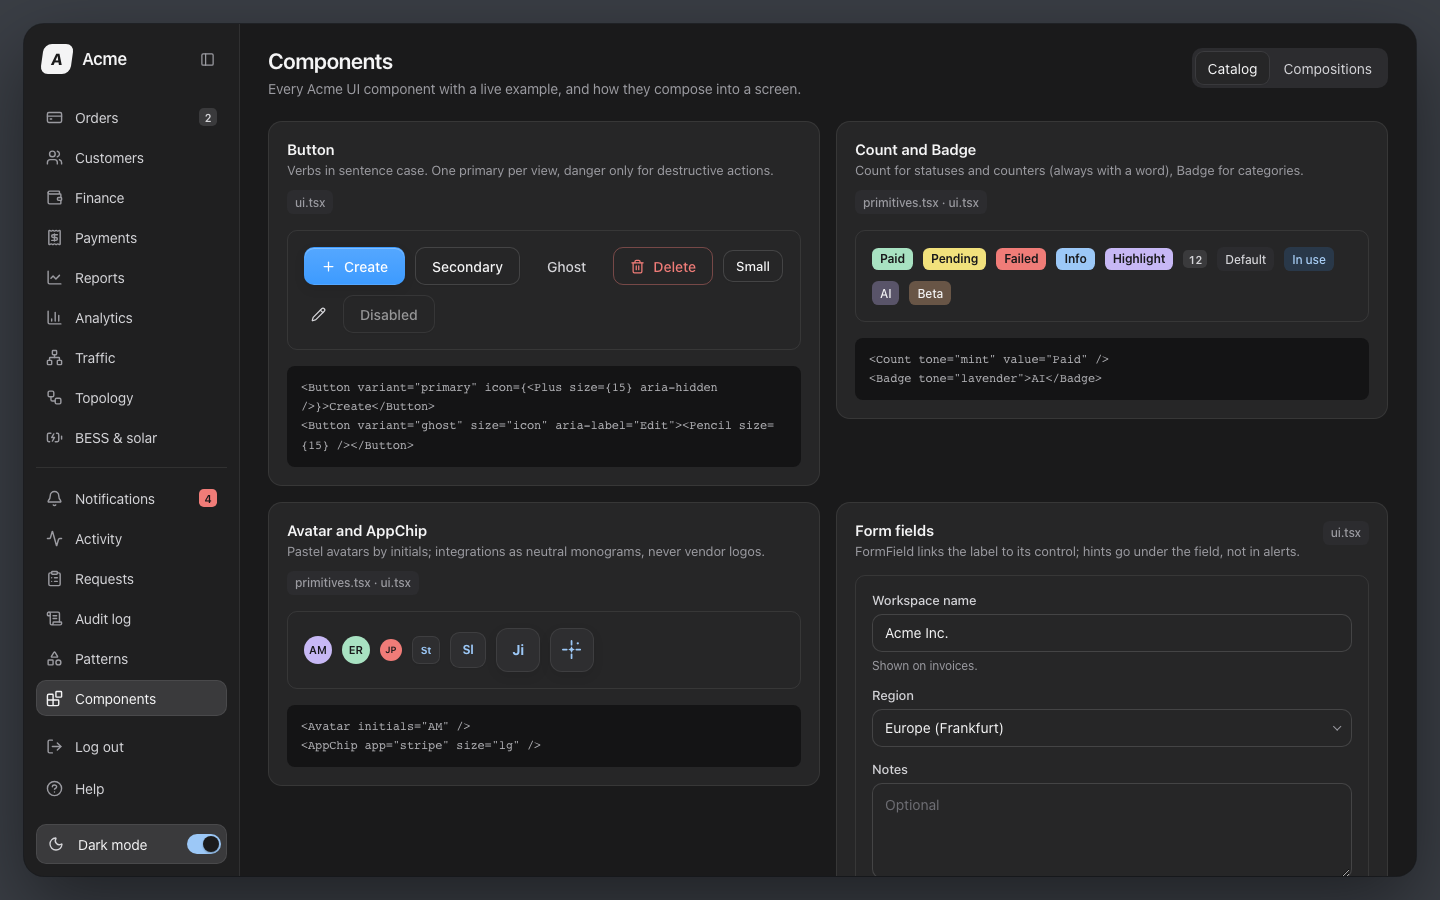 A
Acme
Orders
2
Customers
Finance
Payments
Reports
Analytics
Traffic
Topology
BESS & solar
Notifications
4
Activity
Requests
Audit log
Patterns
Components
Log out
Help
Dark mode
Components
Every Acme UI component with a live example, and how they compose into a screen.
Catalog
Compositions
Button
Verbs in sentence case. One primary per view, danger only for destructive actions.
ui.tsx
Create
Secondary
Ghost
Delete
Small
Disabled
<Button variant="primary" icon={<Plus size={15} aria-hidden
/>}>Create</Button>
<Button variant="ghost" size="icon" aria-label="Edit"><Pencil size=
{15} /></Button>
Count and Badge
Count for statuses and counters (always with a word), Badge for categories.
primitives.tsx · ui.tsx
Paid
Pending
Failed
Info
Highlight
12
Default
In use
AI
Beta
<Count tone="mint" value="Paid" />
<Badge tone="lavender">AI</Badge>
Avatar and AppChip
Pastel avatars by initials; integrations as neutral monograms, never vendor logos.
primitives.tsx · ui.tsx
AM
ER
JP
St
Sl
Ji
<Avatar initials="AM" />
<AppChip app="stripe" size="lg" />
Form fields
FormField links the label to its control; hints go under the field, not in alerts.
ui.tsx
Workspace name
Acme Inc.
Shown on invoices.
Region
Europe (Frankfurt)
Notes
Optional